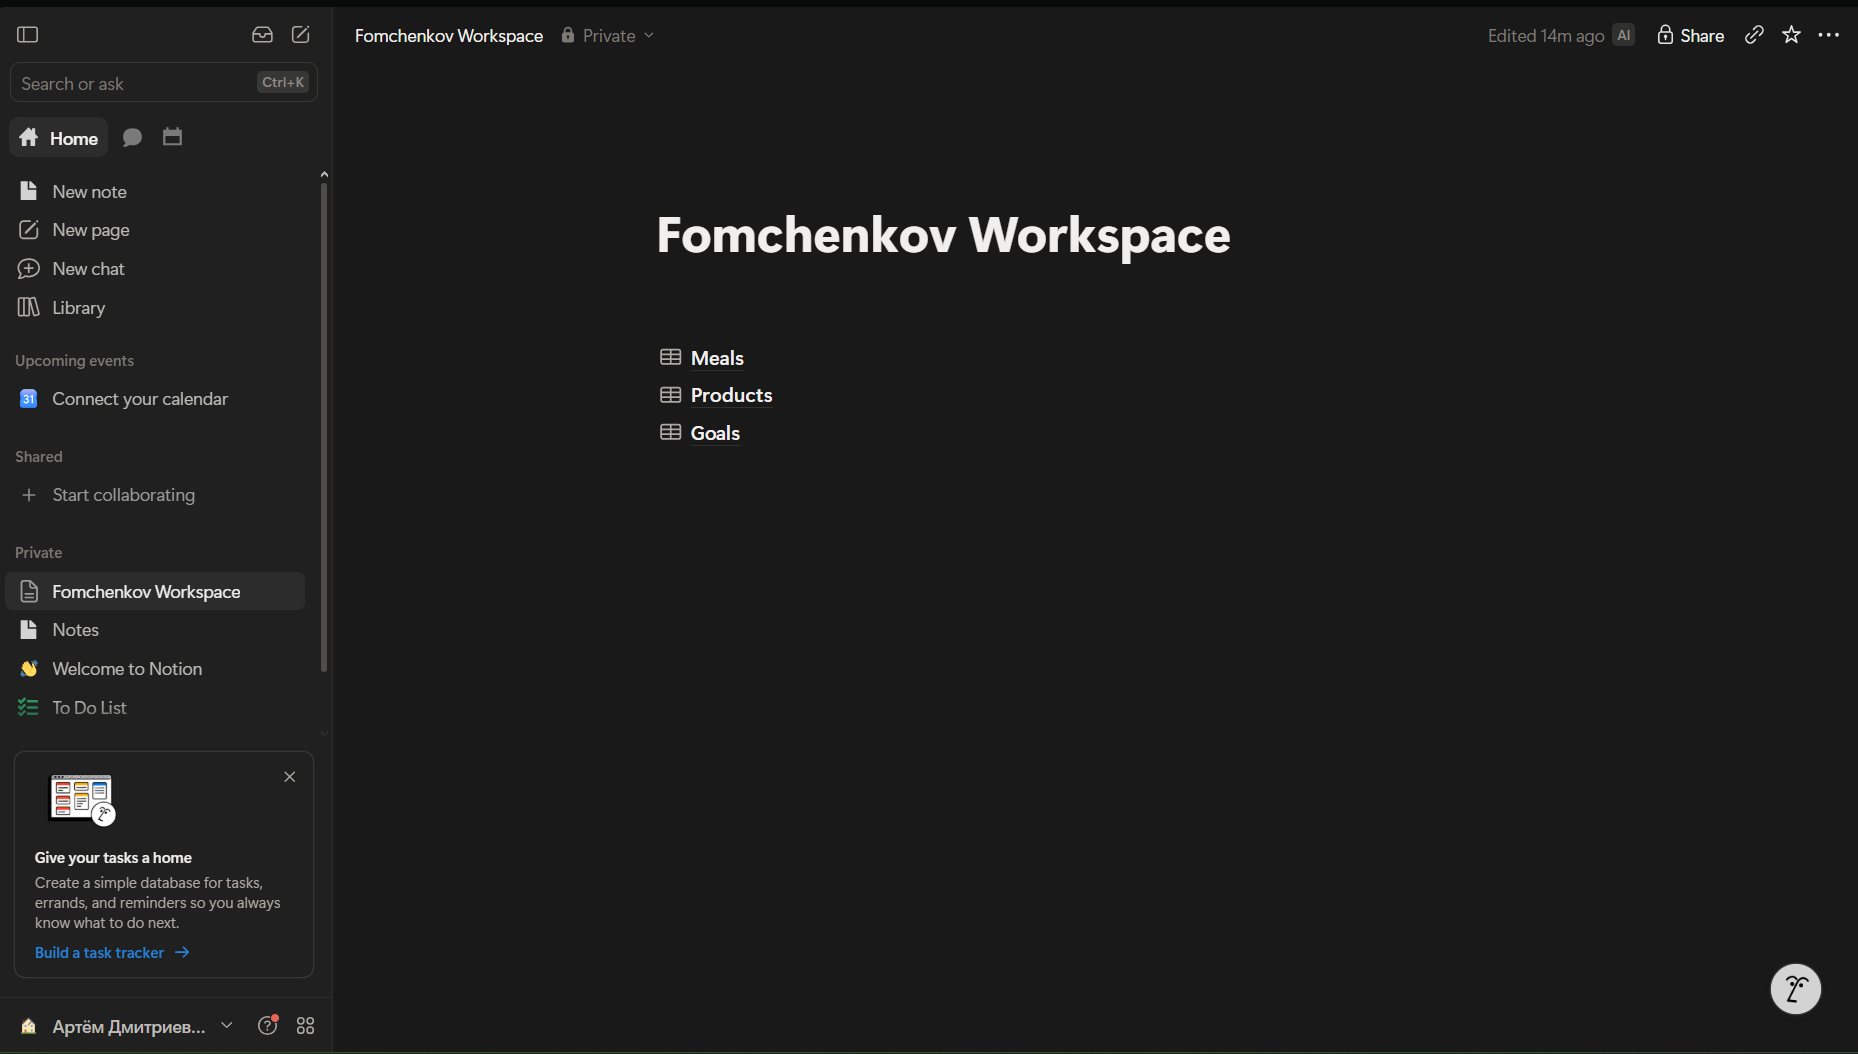 Fomchenkov Workspace
Private
Edited 14m ago
AI
Share
Search or ask
Ctrl+K
Home
New note
New page
New chat
Library
Upcoming events
31
Connect your calendar
Shared
Start collaborating
Private
Fomchenkov Workspace
Notes
Welcome to Notion
To Do List
Give your tasks a home
Create a simple database for tasks,
errands, and reminders so you always
know what to do next.
Build a task tracker
Артём Дмитриев...
Fomchenkov Workspace
Meals
Products
Goals